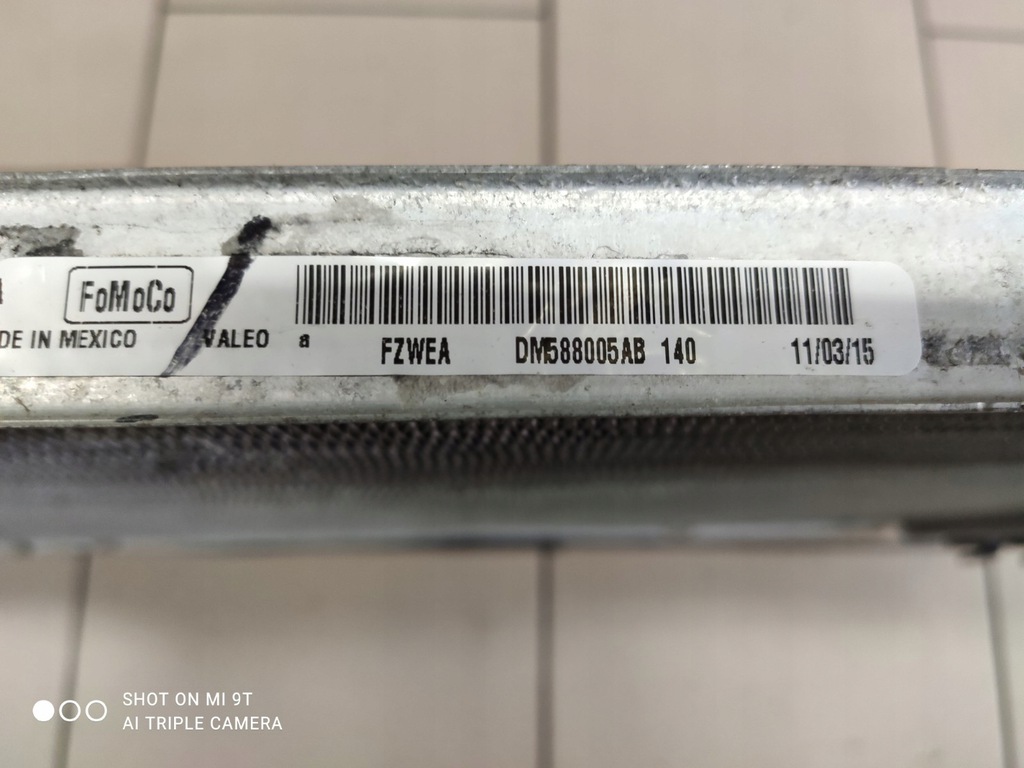 FoMoCo
DE IN MEXICO VALEO a FZWEA DM588005AB 140 11/03/15
SHOT ON MI 9T
AI TRIPLE CAMERA